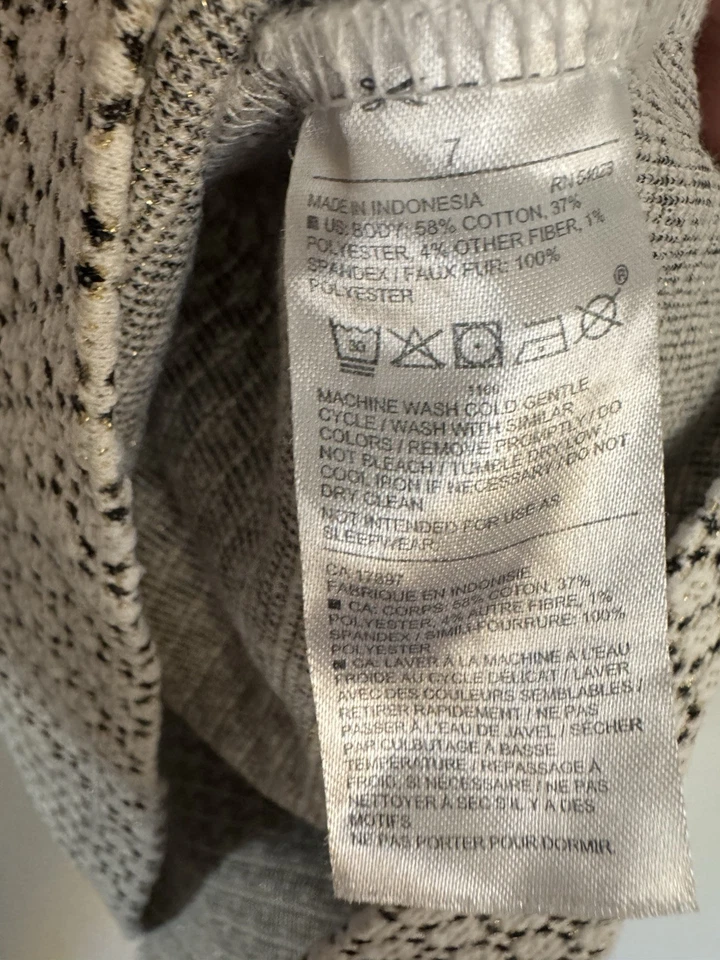 7
RN 54023
MADE IN INDONESIA
US: BODY: 58% COTTON, 37%
POLYESTER, 4% OTHER FIBER, 1%
SPANDEX / FAUX FUR: 100%
POLYESTER
30
®
MACHINE WASH COLD GENTLE
CYCLE / WASH WITH SIMILAR
COLORS / REMOVE PROMPTLY / DO
NOT BLEACH / TUMBLE DRY LOW /
COOL IRON IF NECESSARY / DO NOT
DRY CLEAN
NOT INTENDED FOR USE AS
SLEEPWEAR.
CA 17897
FABRIQUE EN INDONISIE
CA: CORPS: 58% COTON, 37%
POLYESTER, 4% AUTRE FIBRE, 1%
SPANDEX / SIMILI-FOURRURE: 100%
POLYESTER
CA: LAVER À LA MACHINE À L'EAU
FROIDE AU CYCLE DÉLICAT / LAVER
AVEC DES COULEURS SEMBLABLES /
RETIRER RAPIDEMENT / NE PAS
PASSER À L'EAU DE JAVEL / SÉCHER
PAR CULBUTAGE À BASSE
TEMPÉRATURE / REPASSAGE À
FROID, SI NÉCESSAIRE / NE PAS
NETTOYER À SEC S'IL Y A DES
MOTIFS
NE PAS PORTER POUR DORMIR.